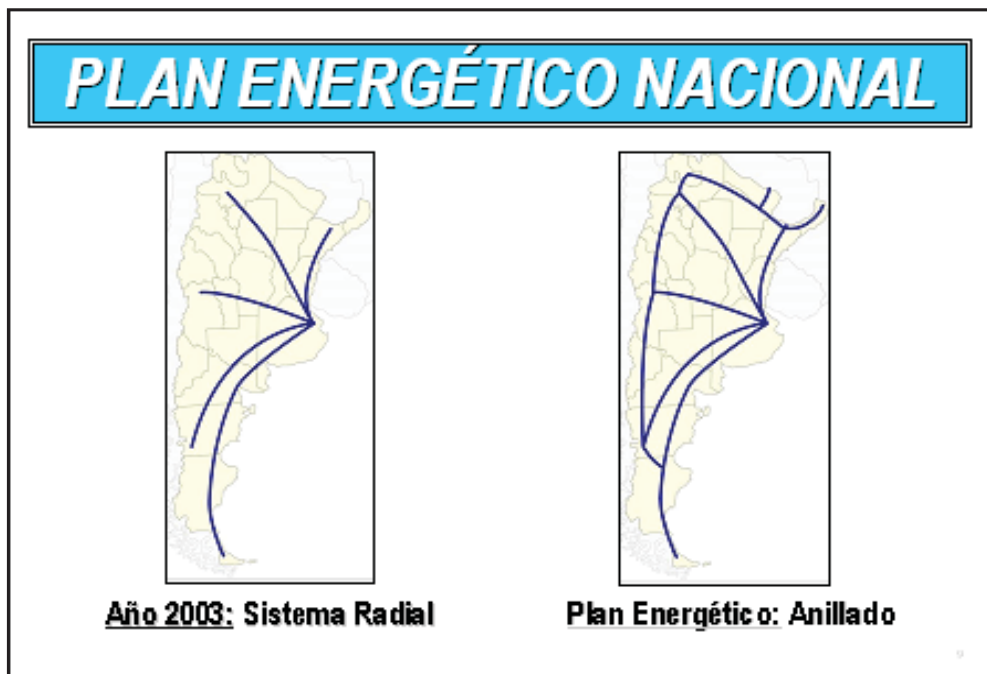 PLAN ENERGÉTICO NACIONAL
Año 2003: Sistema Radial
Plan Energético: Anillado